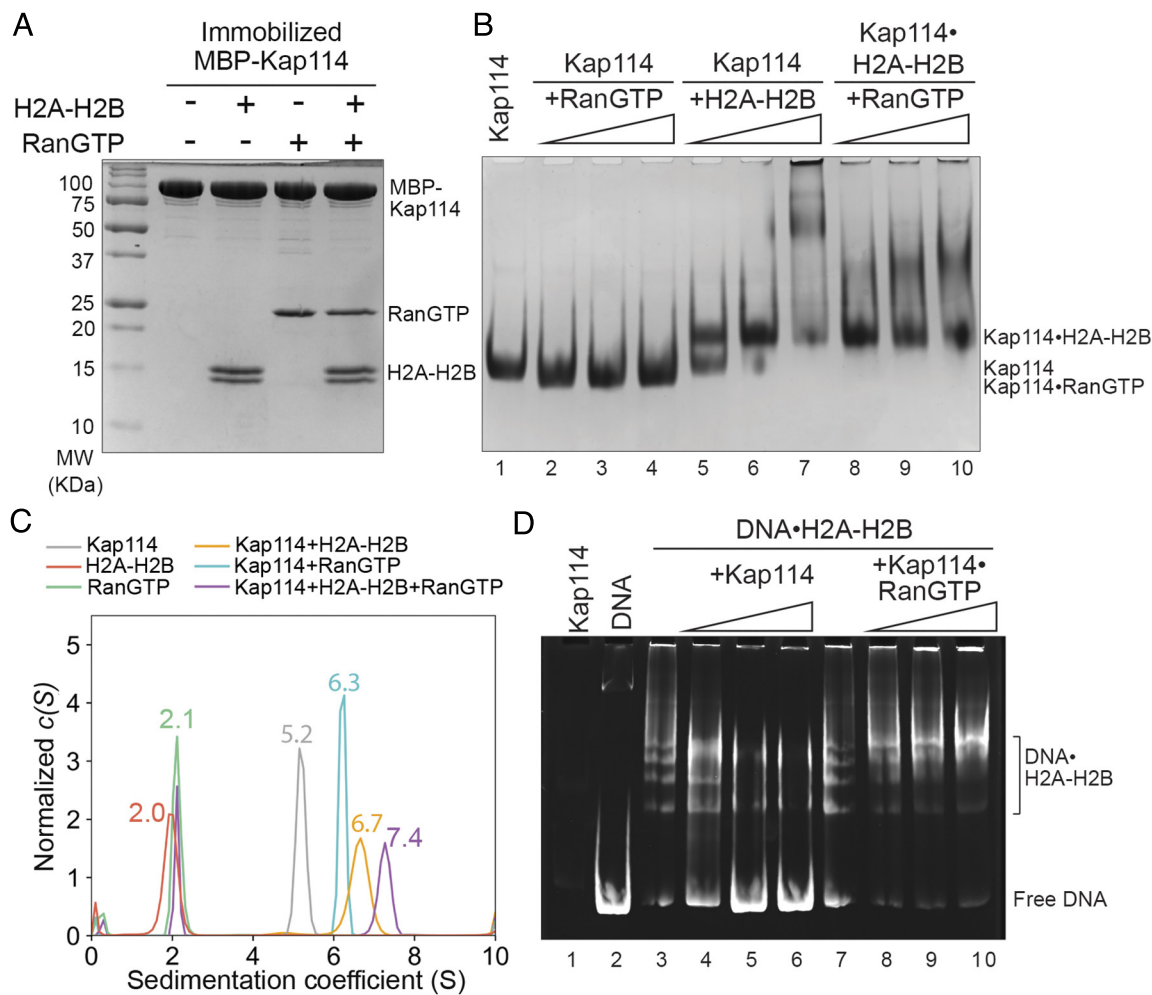 A
Immobilized
MBP-Kap114
H2A-H2B - + - +
RanGTP - - + +
100
75
50
37
25
20
15
10
MW
(KDa)
MBP-
Kap114
RanGTP
H2A-H2B
B
Kap114
Kap114
+RanGTP
Kap114
+H2A-H2B
Kap114•
H2A-H2B
+RanGTP
Kap114•H2A-H2B
Kap114
Kap114•RanGTP
1 2 3 4 5 6 7 8 9 10
C
Kap114
H2A-H2B
RanGTP
Kap114+H2A-H2B
Kap114+RanGTP
Kap114+H2A-H2B+RanGTP
Normalized c(S)
5
4
3
2
1
0
2.0
2.1
5.2
6.3
6.7
7.4
0 2 4 6 8 10
Sedimentation coefficient (S)
D
Kap114
DNA
DNA•H2A-H2B
+Kap114
+Kap114•
RanGTP
DNA•
H2A-H2B
Free DNA
1 2 3 4 5 6 7 8 9 10